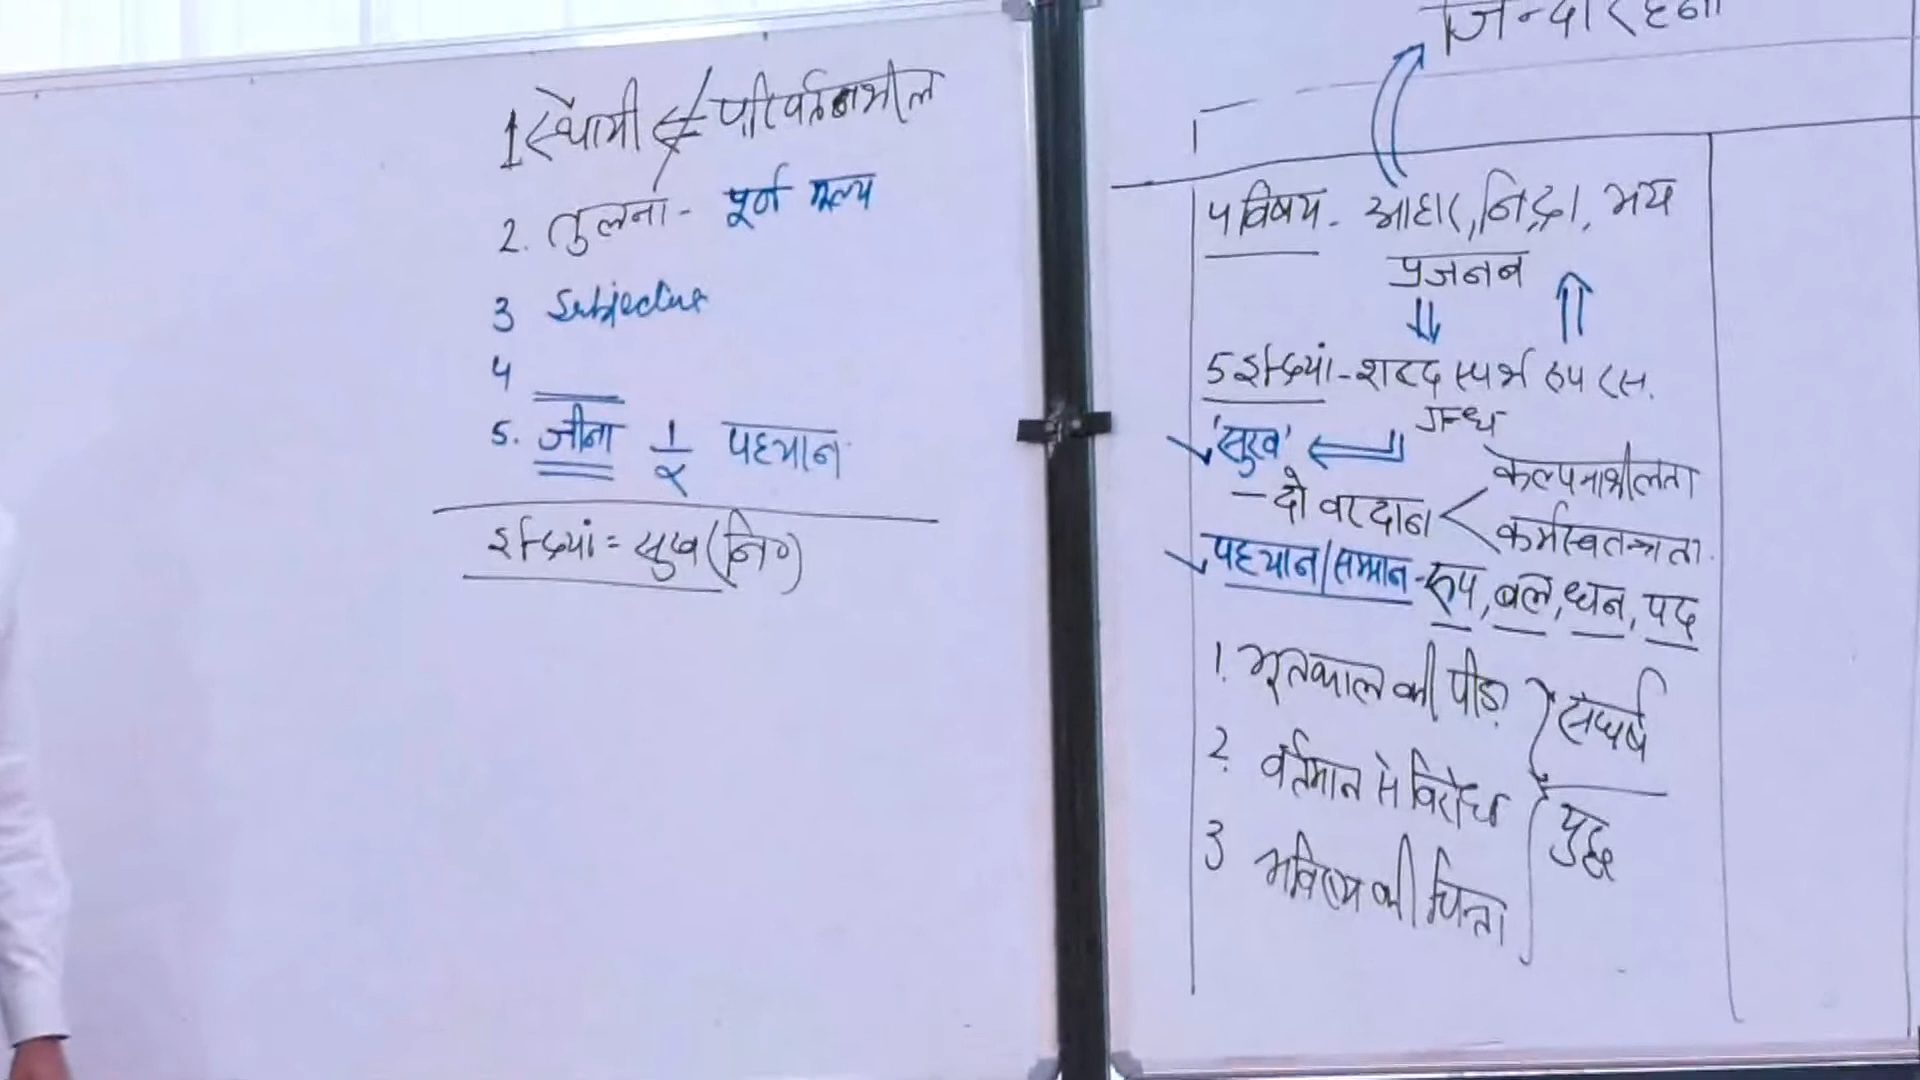 1 स्थायी ≠ परिवर्तनशील
2. तुलना - पूर्ण मूल्य
3 Subjective
4
5. जीना 1/2 पहचान
इन्द्रियां = सुख (नि०)
जिन्दा रहना
4 विषय - आहार, निद्रा, भय
प्रजनन
5 इन्द्रियां - शब्द स्पर्श रूप रस.
गन्ध
'सुख'
- दो वरदान < कल्पनाशीलता
कर्मस्वतन्त्रता.
पहचान/सम्मान - रूप, बल, धन, पद
1. भूतकाल की पीड़ा
संघर्ष
2. वर्तमान से विरोध
युद्ध
3 भविष्य की चिन्ता